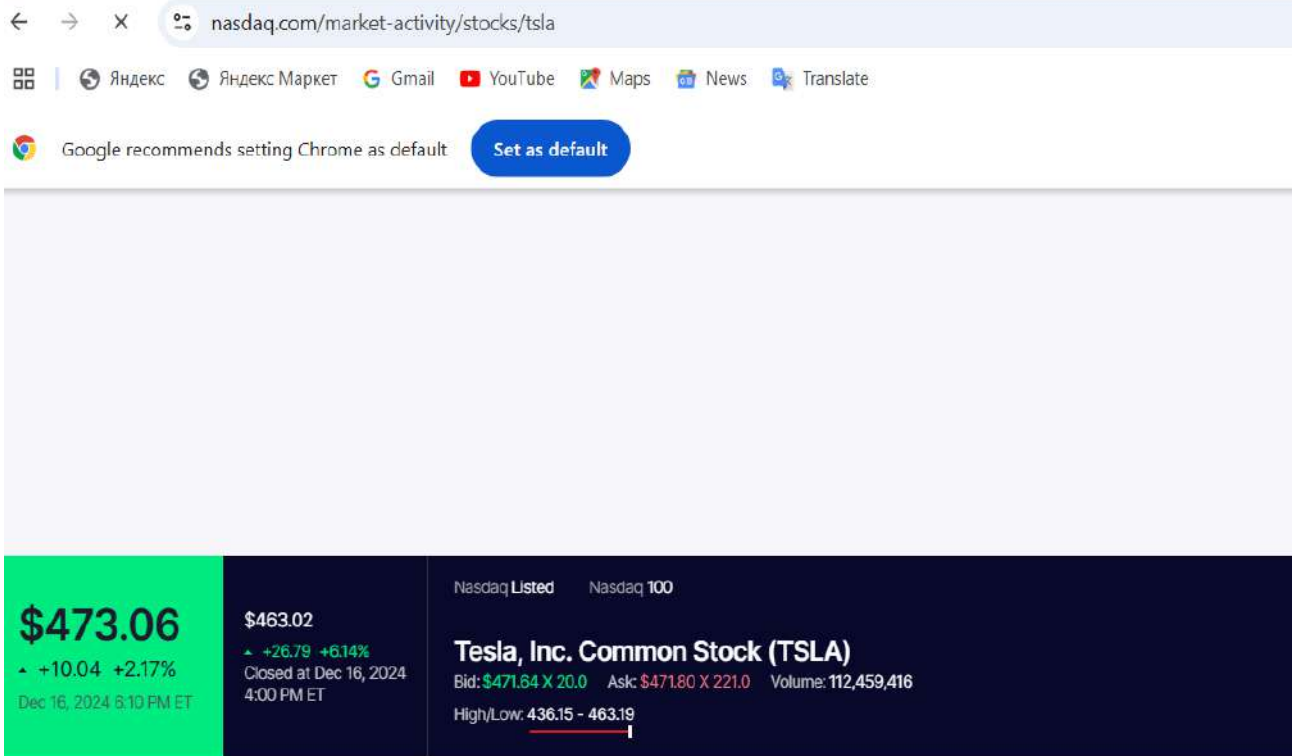 nasdaq.com/market-activity/stocks/tsla
Яндекс Яндекс Маркет Gmail YouTube Maps News Translate
Google recommends setting Chrome as default Set as default
$473.06
+10.04 +2.17%
Dec 16, 2024 6:10 PM ET
$463.02
+26.79 +6.14%
Closed at Dec 16, 2024
4:00 PM ET
Nasdaq Listed Nasdaq 100
Tesla, Inc. Common Stock (TSLA)
Bid: $471.64 X 20.0 Ask: $471.80 X 221.0 Volume: 112,459,416
High/Low: 436.15 - 463.19